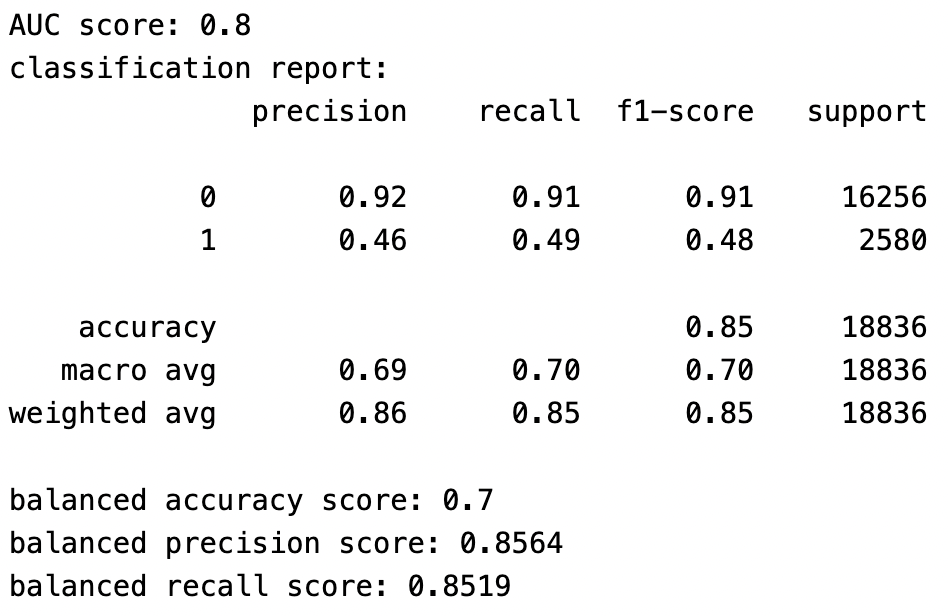 AUC score: 0.8
classification report:
precision recall f1-score support
0 0.92 0.91 0.91 16256
1 0.46 0.49 0.48 2580
accuracy 0.85 18836
macro avg 0.69 0.70 0.70 18836
weighted avg 0.86 0.85 0.85 18836
balanced accuracy score: 0.7
balanced precision score: 0.8564
balanced recall score: 0.8519